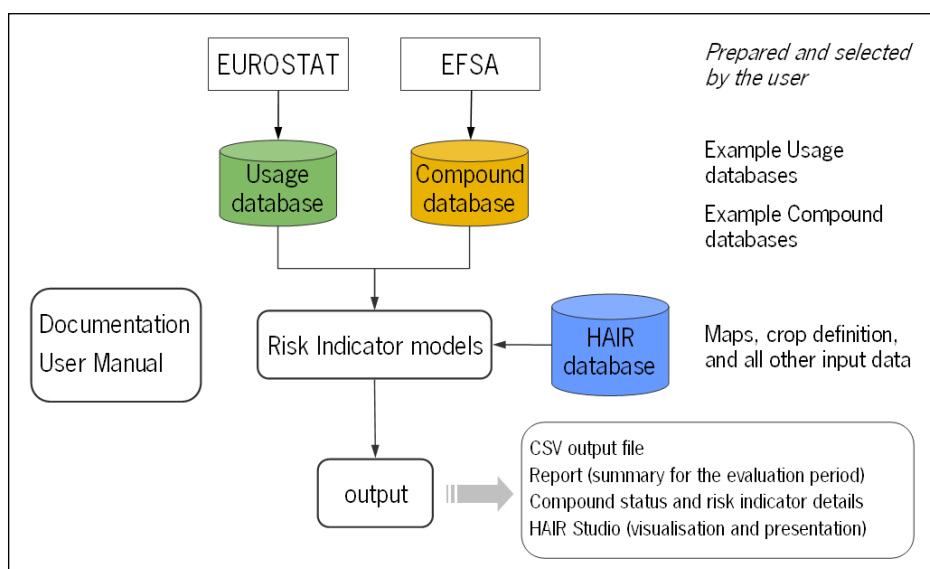 EUROSTAT
EFSA
Prepared and selected
by the user
Usage
database
Compound
database
Example Usage
databases
Example Compound
databases
Documentation
User Manual
Risk Indicator models
HAIR
database
Maps, crop definition,
and all other input data
output
CSV output file
Report (summary for the evaluation period)
Compound status and risk indicator details
HAIR Studio (visualisation and presentation)